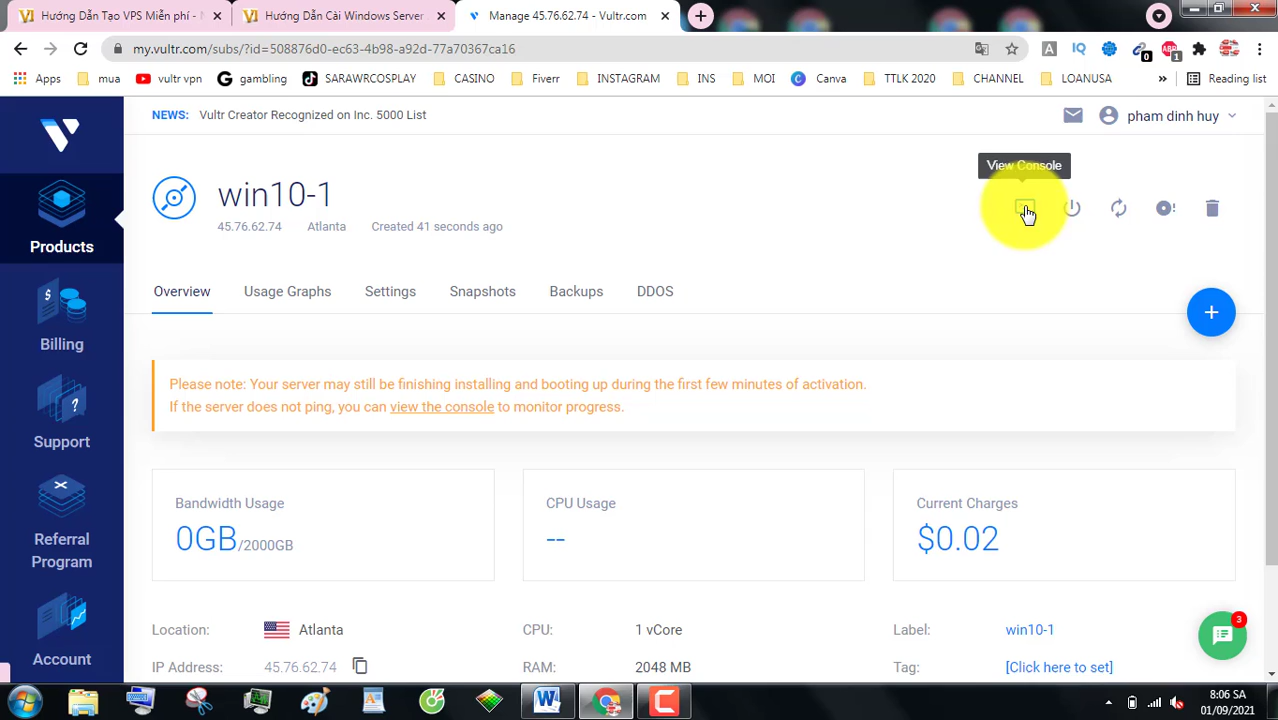 Hướng Dẫn Tạo VPS Miễn phí -
Hướng Dẫn Cài Windows Server
Manage 45.76.62.74 - Vultr.com
my.vultr.com/subs/?id=508876d0-ec63-4b98-a92d-77a70367ca16
A
IQ
0
ABP
1
Apps
mua
vultr vpn
gambling
SARAWRCOSPLAY
CASINO
Fiverr
INSTAGRAM
INS
MOI
Canva
TTLK 2020
CHANNEL
LOANUSA
»
Reading list
NEWS: Vultr Creator Recognized on Inc. 5000 List
pham dinh huy
View Console
win10-1
45.76.62.74 Atlanta Created 41 seconds ago
Products
Billing
Support
Referral
Program
Account
Overview Usage Graphs Settings Snapshots Backups DDOS
+
Please note: Your server may still be finishing installing and booting up during the first few minutes of activation.
If the server does not ping, you can view the console to monitor progress.
Bandwidth Usage
0GB/2000GB
CPU Usage
--
Current Charges
$0.02
Location: Atlanta
CPU: 1 vCore
Label: win10-1
IP Address: 45.76.62.74
RAM: 2048 MB
Tag: [Click here to set]
3
8:06 SA
01/09/2021